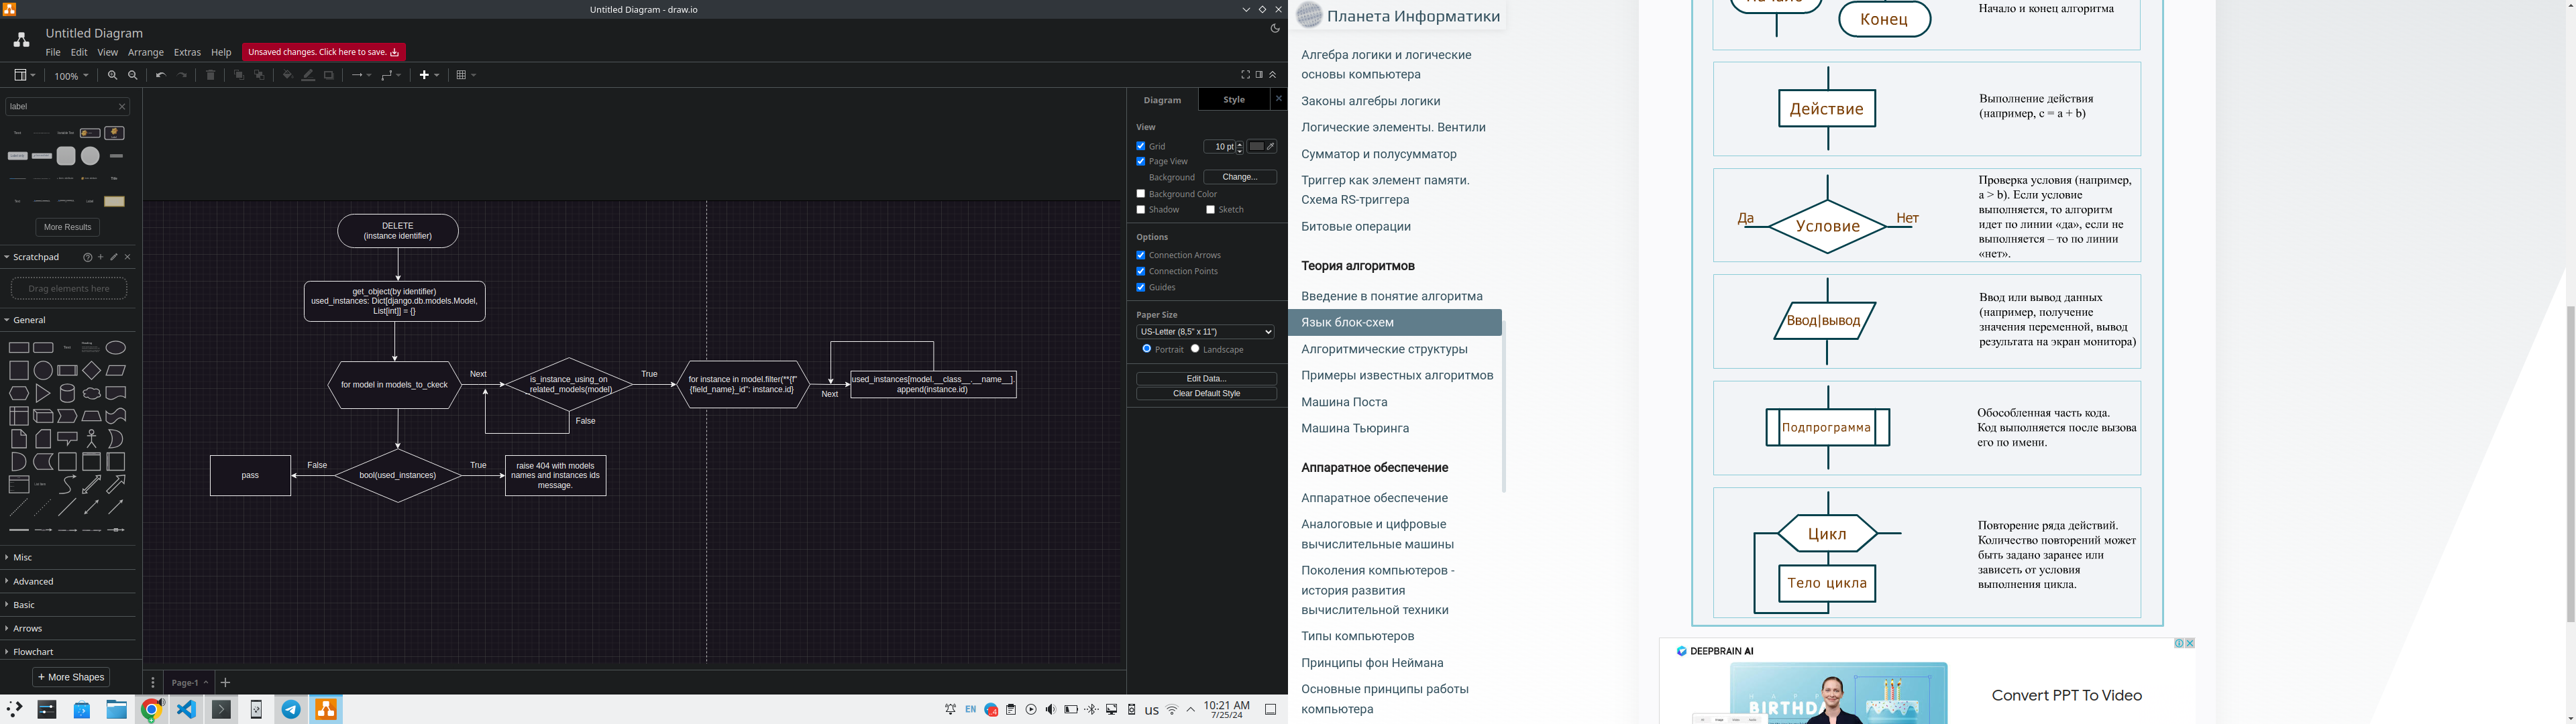 Untitled Diagram - draw.io
Untitled Diagram
File Edit View Arrange Extras Help
Unsaved changes. Click here to save.
100%
label
More Results
Scratchpad
Drag elements here
General
Misc
Advanced
Basic
Arrows
Flowchart
+ More Shapes
DELETE
(instance identifier)
get_object(by identifier)
used_instances: Dict[django.db.models.Model,
List[int]] = {}
for model in models_to_ckeck
Next
is_instance_using_on
_related_models(model)
True
False
for instance in model.filter(**{f"
{field_name}_id": instance.id}
Next
used_instances[model.__class__.__name__].
append(instance.id)
pass
False
bool(used_instances)
True
raise 404 with models
names and instances ids
message.
Page-1
Diagram
Style
View
Grid
10 pt
Page View
Background
Change...
Background Color
Shadow
Sketch
Options
Connection Arrows
Connection Points
Guides
Paper Size
US-Letter (8,5" x 11")
Portrait
Landscape
Edit Data...
Clear Default Style
EN
us
10:21 AM
7/25/24
Планета Информатики
Алгебра логики и логические
основы компьютера
Законы алгебры логики
Логические элементы. Вентили
Сумматор и полусумматор
Триггер как элемент памяти.
Схема RS-триггера
Битовые операции
Теория алгоритмов
Введение в понятие алгоритма
Язык блок-схем
Алгоритмические структуры
Примеры известных алгоритмов
Машина Поста
Машина Тьюринга
Аппаратное обеспечение
Аппаратное обеспечение
Аналоговые и цифровые
вычислительные машины
Поколения компьютеров -
история развития
вычислительной техники
Типы компьютеров
Принципы фон Неймана
Основные принципы работы
компьютера
Конец
Начало и конец алгоритма
Действие
Выполнение действия
(например, c = a + b)
Да
Условие
Нет
Проверка условия (например,
a > b). Если условие
выполняется, то алгоритм
идет по линии «да», если не
выполняется – то по линии
«нет».
Ввод|вывод
Ввод или вывод данных
(например, получение
значения переменной, вывод
результата на экран монитора)
Подпрограмма
Обособленная часть кода.
Код выполняется после вызова
его по имени.
Цикл
Тело цикла
Повторение ряда действий.
Количество повторений может
быть задано заранее или
зависеть от условия
выполнения цикла.
DEEPBRAIN AI
Convert PPT To Video